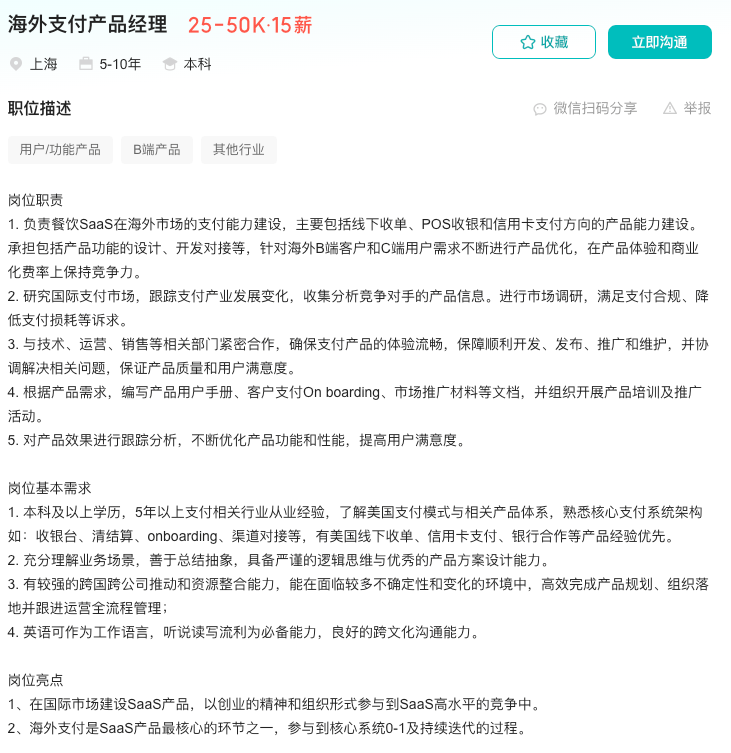 海外支付产品经理 25-50K·15薪
收藏 立即沟通
上海 5-10年 本科
职位描述
微信扫码分享 举报
用户/功能产品 B端产品 其他行业
岗位职责
1. 负责餐饮SaaS在海外市场的支付能力建设，主要包括线下收单、POS收银和信用卡支付方向的产品能力建设。
承担包括产品功能的设计、开发对接等，针对海外B端客户和C端用户需求不断进行产品优化，在产品体验和商业
化费率上保持竞争力。
2. 研究国际支付市场，跟踪支付产业发展变化，收集分析竞争对手的产品信息。进行市场调研，满足支付合规、降
低支付损耗等诉求。
3. 与技术、运营、销售等相关部门紧密合作，确保支付产品的体验流畅，保障顺利开发、发布、推广和维护，并协
调解决相关问题，保证产品质量和用户满意度。
4. 根据产品需求，编写产品用户手册、客户支付On boarding、市场推广材料等文档，并组织开展产品培训及推广
活动。
5. 对产品效果进行跟踪分析，不断优化产品功能和性能，提高用户满意度。
岗位基本需求
1. 本科及以上学历，5年以上支付相关行业从业经验，了解美国支付模式与相关产品体系，熟悉核心支付系统架构
如：收银台、清结算、onboarding、渠道对接等，有美国线下收单、信用卡支付、银行合作等产品经验优先。
2. 充分理解业务场景，善于总结抽象，具备严谨的逻辑思维与优秀的产品方案设计能力。
3. 有较强的跨国跨公司推动和资源整合能力，能在面临较多不确定性和变化的环境中，高效完成产品规划、组织落
地并跟进运营全流程管理；
4. 英语可作为工作语言，听说读写流利为必备能力，良好的跨文化沟通能力。
岗位亮点
1、在国际市场建设SaaS产品，以创业的精神和组织形式参与到SaaS高水平的竞争中。
2、海外支付是SaaS产品最核心的环节之一，参与到核心系统0-1及持续迭代的过程。